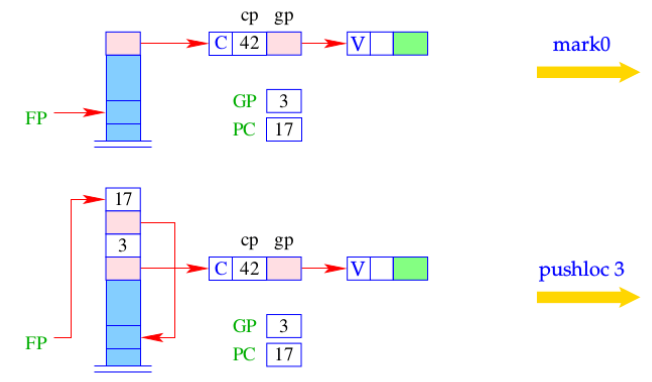 cp gp
C 42 V
mark0
GP 3
FP
PC 17
17
3
cp gp
C 42 V
pushloc 3
GP 3
FP
PC 17